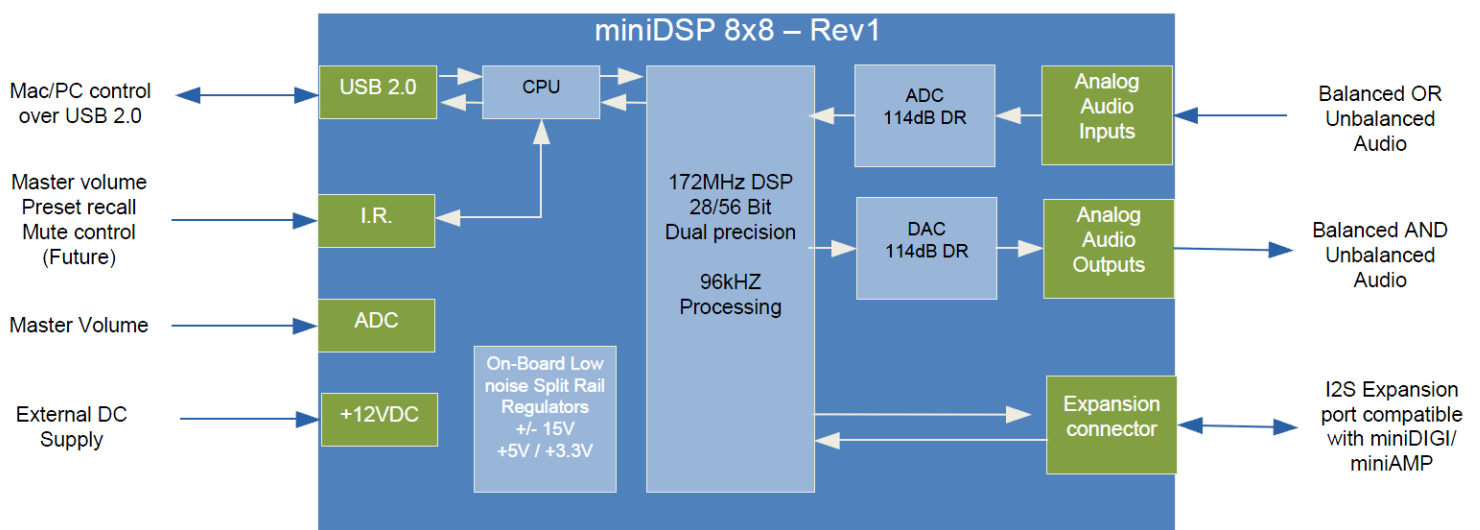 miniDSP 8x8 – Rev1
Mac/PC control
over USB 2.0
USB 2.0
CPU
Master volume
Preset recall
Mute control
(Future)
I.R.
Master Volume
ADC
External DC
Supply
+12VDC
On-Board Low
noise Split Rail
Regulators
+/- 15V
+5V / +3.3V
172MHz DSP
28/56 Bit
Dual precision
96kHZ
Processing
ADC
114dB DR
Analog
Audio
Inputs
Balanced OR
Unbalanced
Audio
DAC
114dB DR
Analog
Audio
Outputs
Balanced AND
Unbalanced
Audio
Expansion
connector
I2S Expansion
port compatible
with miniDIGI/
miniAMP